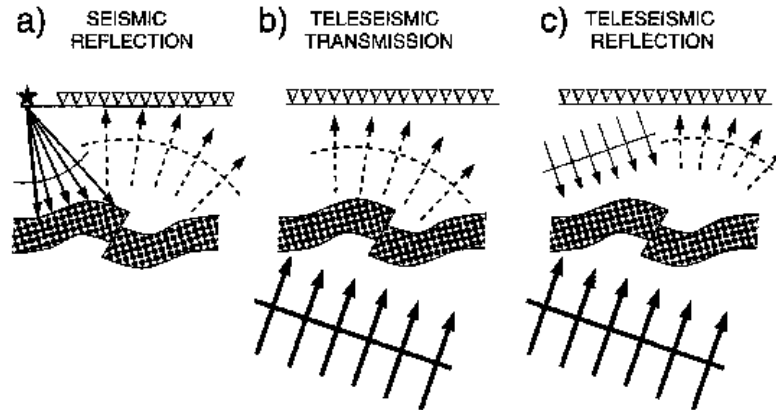 a) SEISMIC
REFLECTION
b) TELESEISMIC
TRANSMISSION
c) TELESEISMIC
REFLECTION